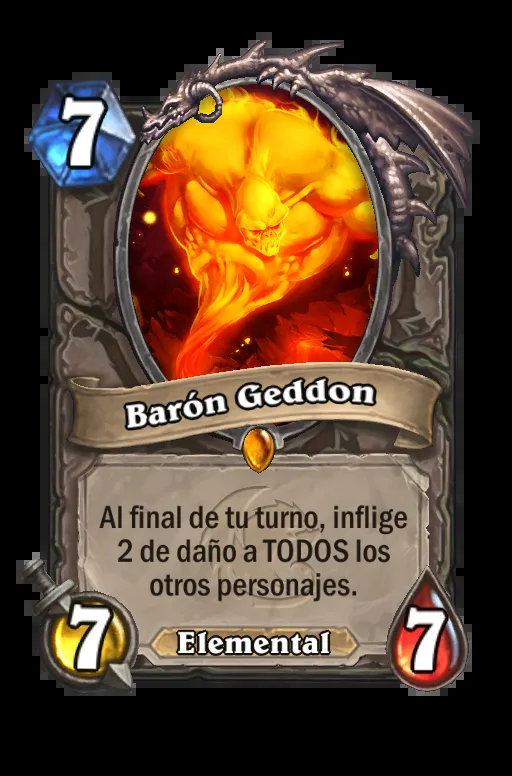 7
Barón Geddon
Al final de tu turno, inflige
2 de daño a TODOS los
otros personajes.
7
Elemental
7